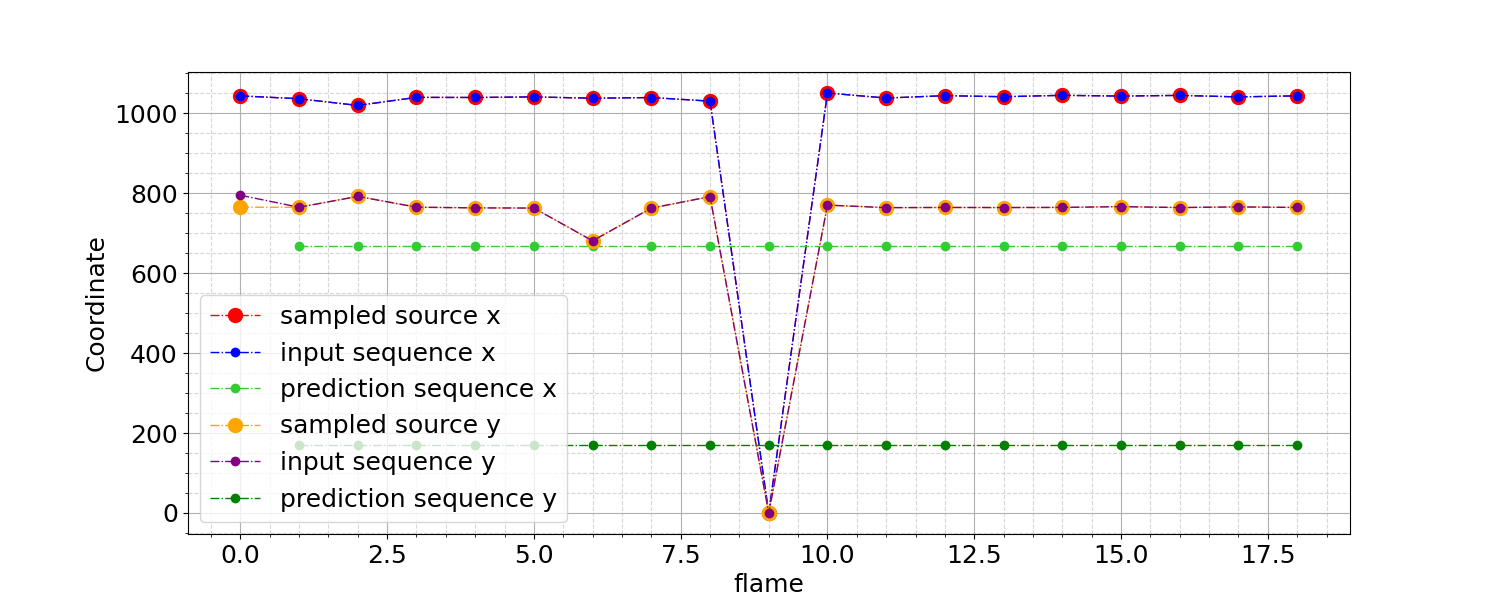 1000
800
600
400
200
0
Coordinate
sampled source x
input sequence x
prediction sequence x
sampled source y
input sequence y
prediction sequence y
0.0 2.5 5.0 7.5 10.0 12.5 15.0 17.5
flame